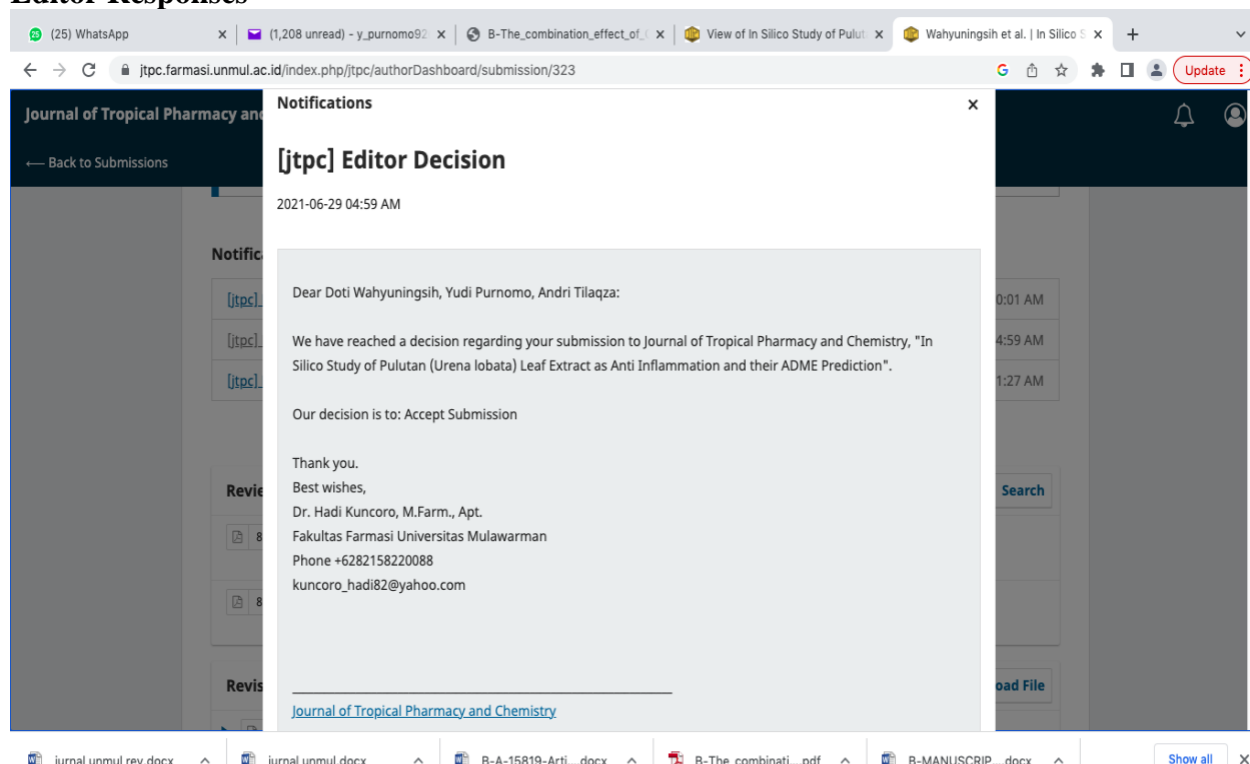 Editor Responses
(25) WhatsApp
(1,208 unread) - y_purnomo92
B-The_combination_effect_of_
View of In Silico Study of Pulut
Wahyuningsih et al. | In Silico S
jtpc.farmasi.unmul.ac.id/index.php/jtpc/authorDashboard/submission/323
Update
Journal of Tropical Pharmacy and
← Back to Submissions
Notifications
[jtpc] Editor Decision
2021-06-29 04:59 AM
Notific
[jtpc]
0:01 AM
[jtpc]
4:59 AM
[jtpc]
1:27 AM
Dear Doti Wahyuningsih, Yudi Purnomo, Andri Tilaqza:
We have reached a decision regarding your submission to Journal of Tropical Pharmacy and Chemistry, "In
Silico Study of Pulutan (Urena lobata) Leaf Extract as Anti Inflammation and their ADME Prediction".
Our decision is to: Accept Submission
Thank you.
Best wishes,
Dr. Hadi Kuncoro, M.Farm., Apt.
Fakultas Farmasi Universitas Mulawarman
Phone +6282158220088
kuncoro_hadi82@yahoo.com
Revie
Search
8
8
Revis
oad File
Journal of Tropical Pharmacy and Chemistry
jurnal unmul rev.docx
jurnal unmul.docx
B-A-15819-Arti....docx
B-The combinati....pdf
B-MANUSCRIP....docx
Show all